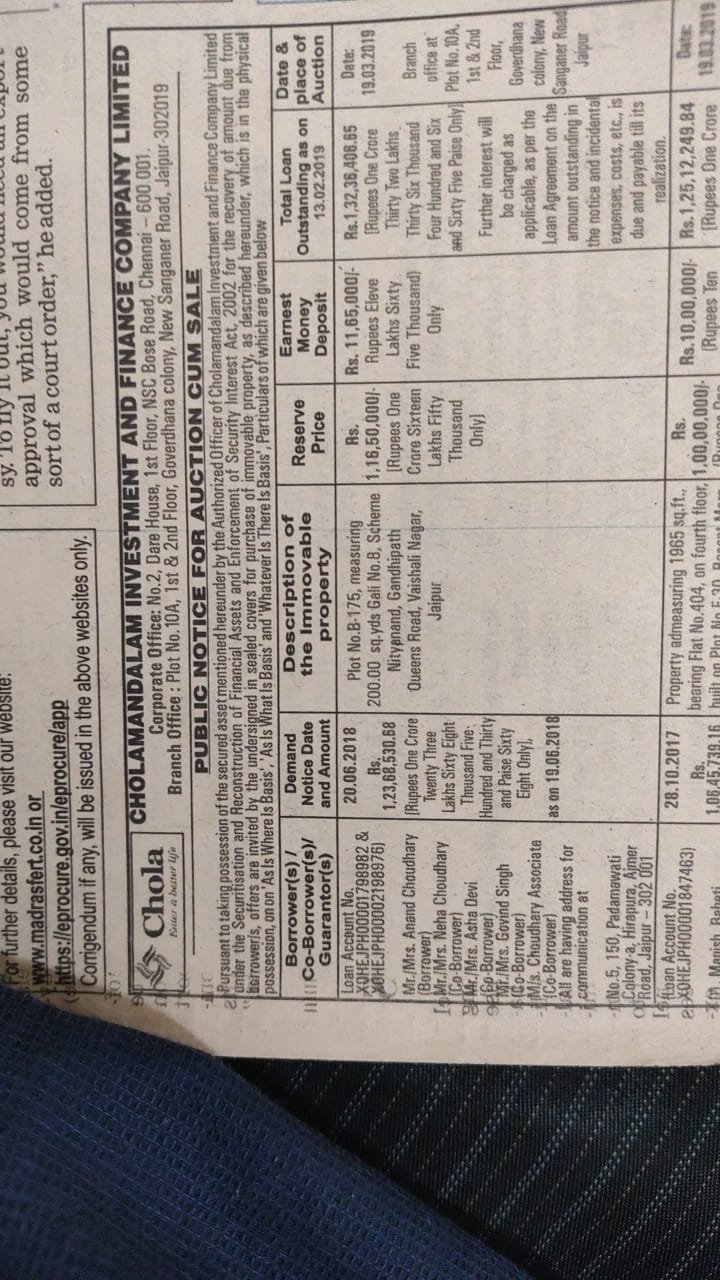 sy. To fly it out, you would need an export
approval which would come from some
sort of a court order," he added.
For further details, please visit our website:
www.madrasfert.co.in or
https://eprocure.gov.in/eprocure/app
Corrigendum if any, will be issued in the above websites only.
Chola
Enter a better life
CHOLAMANDALAM INVESTMENT AND FINANCE COMPANY LIMITED
Corporate Office: No.2, Dare House, 1st Floor, NSC Bose Road, Chennai – 600 001.
Branch Office : Plot No.10A, 1st & 2nd Floor, Goverdhana colony, New Sanganer Road, Jaipur-302019
PUBLIC NOTICE FOR AUCTION CUM SALE
Pursuant to taking possession of the secured asset mentioned hereunder by the Authorized Officer of Cholamandalam Investment and Finance Company Limited
under the Securitisation and Reconstruction of Financial Assets and Enforcement of Security Interest Act, 2002 for the recovery of amount due from
borrower/s, offers are invited by the undersigned in sealed covers for purchase of immovable property, as described hereunder, which is in the physical
possession, on on 'As Is Where Is Basis', 'As Is What Is Basis' and 'Whatever Is There Is Basis', Particulars of which are given below
Borrower(s) /
Co-Borrower(s)/
Guarantor(s)
Demand
Notice Date
and Amount
Description of
the Immovable
property
Reserve
Price
Earnest
Money
Deposit
Total Loan
Outstanding as on
13.02.2019
Date &
place of
Auction
Loan Account No.
X0HEJPH00001798982 &
X0HEJPH00002198976)
Mr./Mrs. Anand Choudhary
(Borrower)
Mr./Mrs. Neha Choudhary
(Co-Borrower)
Mr./Mrs. Asha Devi
(Co-Borrower)
Mr./Mrs. Govind Singh
(Co-Borrower)
M/s. Choudhary Associate
(Co-Borrower)
All are having address for
communication at
No.5, 150, Padamawati
Colony-a, Hirapura, Ajmer
Road, Jaipur – 302 001
20.06.2018
Rs.
1,23,68,530.68
[Rupees One Crore
Twenty Three
Lakhs Sixty Eight
Thousand Five
Hundred and Thirty
and Paise Sixty
Eight Only],
as on 19.06.2018
Plot No.B-175, measuring
200.00 sq.yds Gali No.8, Scheme
Nityanand, Gandhipath
Queens Road, Vaishali Nagar,
Jaipur
Rs.
1,16,50,000/-
[Rupees One
Crore Sixteen
Lakhs Fifty
Thousand
Only]
Rs. 11,65,000/-
Rupees Eleve
Lakhs Sixty
Five Thousand)
Only
Rs.1,32,36,406.65
[Rupees One Crore
Thirty Two Lakhs
Thirty Six Thousand
Four Hundred and Six
and Sixty Five Paise Only]
Further interest will
be charged as
applicable, as per the
Loan Agreement on the
amount outstanding in
the notice and incidental
expenses, costs, etc., is
due and payable till its
realization.
Date:
19.03.2019
Branch
office at
Plot No.10A,
1st & 2nd
Floor,
Goverdhana
colony, New
Sanganer Road
Jaipur
Loan Account No.
X0HEJPH00001847463)
28.10.2017
Rs.
1,06,45,739.16
Property admeasuring 1965 sq.ft.,
bearing Flat No.404, on fourth floor,
built on Plot No
Rs.
1,00,00,000/-
Rs.10,00,000/-
(Rupees Ten
Rs.1,25,12,249.84
[Rupees One Crore
Date:
19.03.2019